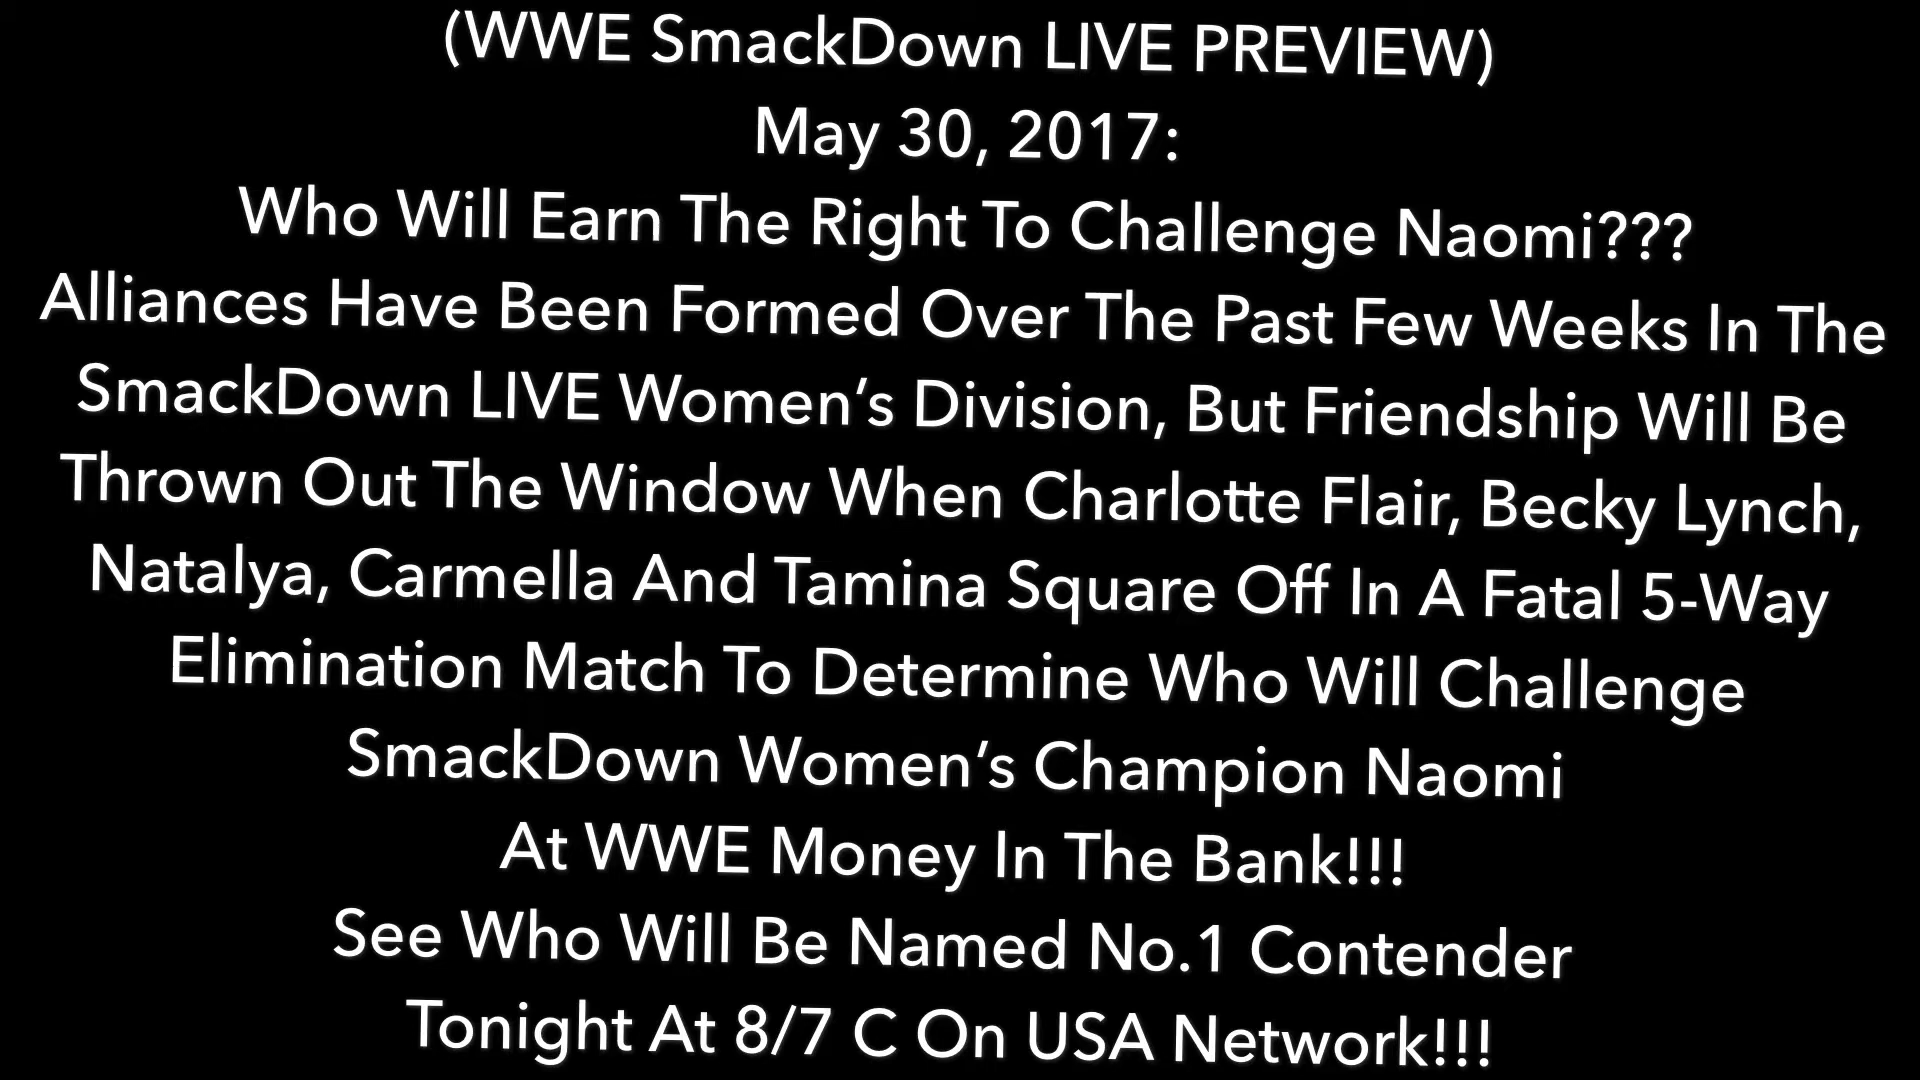 (WWE SmackDown LIVE PREVIEW)
May 30, 2017:
Who Will Earn The Right To Challenge Naomi???
Alliances Have Been Formed Over The Past Few Weeks In The
SmackDown LIVE Women’s Division, But Friendship Will Be
Thrown Out The Window When Charlotte Flair, Becky Lynch,
Natalya, Carmella And Tamina Square Off In A Fatal 5-Way
Elimination Match To Determine Who Will Challenge
SmackDown Women’s Champion Naomi
At WWE Money In The Bank!!!
See Who Will Be Named No.1 Contender
Tonight At 8/7 C On USA Network!!!